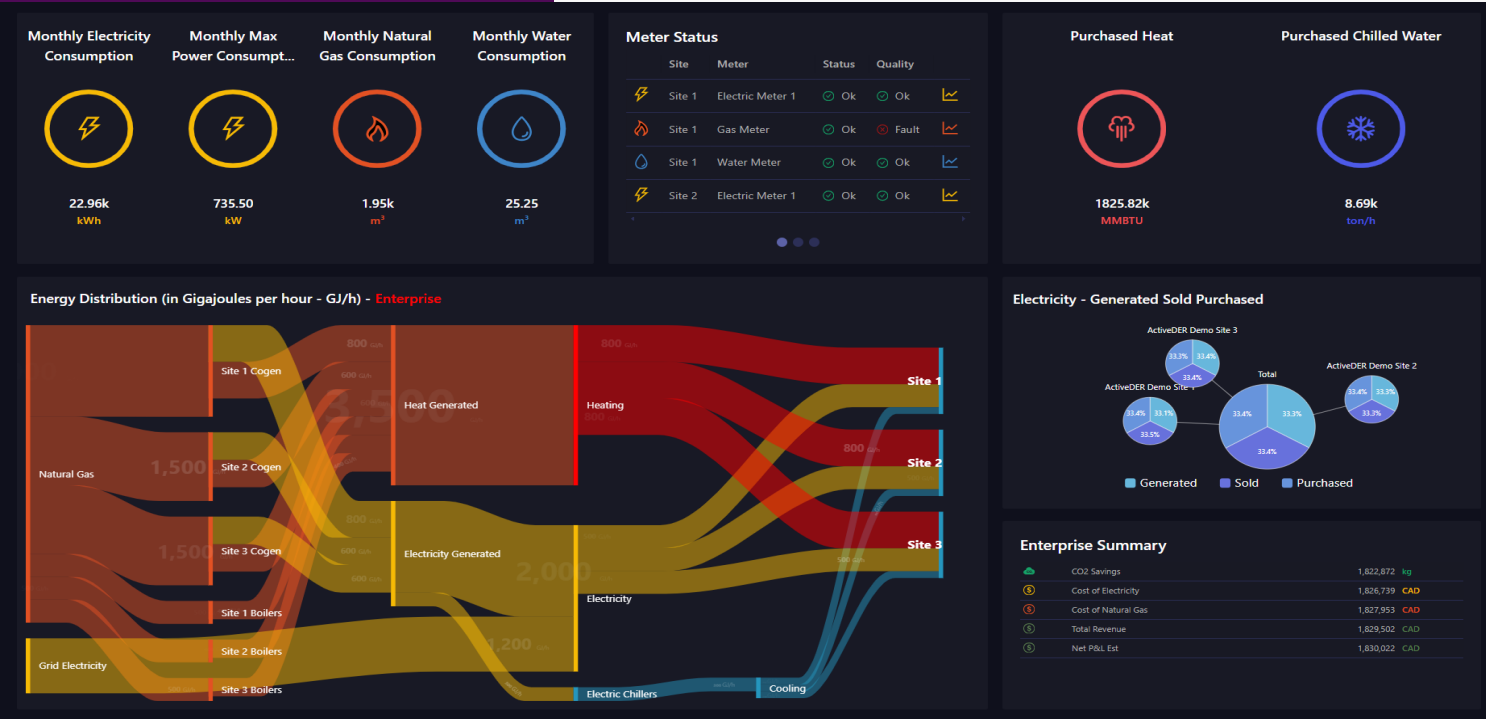 Monthly Electricity
Consumption
Monthly Max
Power Consumpt...
Monthly Natural
Gas Consumption
Monthly Water
Consumption
22.96k
kWh
735.50
kW
1.95k
m³
25.25
m³
Meter Status
Site Meter Status Quality
Site 1 Electric Meter 1 Ok Ok
Site 1 Gas Meter Ok Fault
Site 1 Water Meter Ok Ok
Site 2 Electric Meter 1 Ok Ok
Purchased Heat
1825.82k
MMBTU
Purchased Chilled Water
8.69k
ton/h
Energy Distribution (in Gigajoules per hour - GJ/h) - Enterprise
Natural Gas
Grid Electricity
Site 1 Cogen
1,500
Site 2 Cogen
1,500
Site 3 Cogen
Site 1 Boilers
Site 2 Boilers
Site 3 Boilers
800 GJ/h
600 GJ/h
3,500
Heat Generated
800 GJ/h
600 GJ/h
600 GJ/h
Electricity Generated
2,000
1,200
800 GJ/h
Heating
800
Electricity
Electric Chillers
Cooling
800
Site 1
Site 2
Site 3
Electricity - Generated Sold Purchased
ActiveDER Demo Site 3
33.3% 33.4%
33.4%
ActiveDER Demo Site
33.4% 33.1%
33.5%
Total
33.4% 33.3%
33.4%
ActiveDER Demo Site 2
33.4% 33.3%
33.3%
Generated Sold Purchased
Enterprise Summary
CO2 Savings 1,822,872 kg
Cost of Electricity 1,826,739 CAD
Cost of Natural Gas 1,827,953 CAD
Total Revenue 1,829,502 CAD
Net P&L Est 1,830,022 CAD